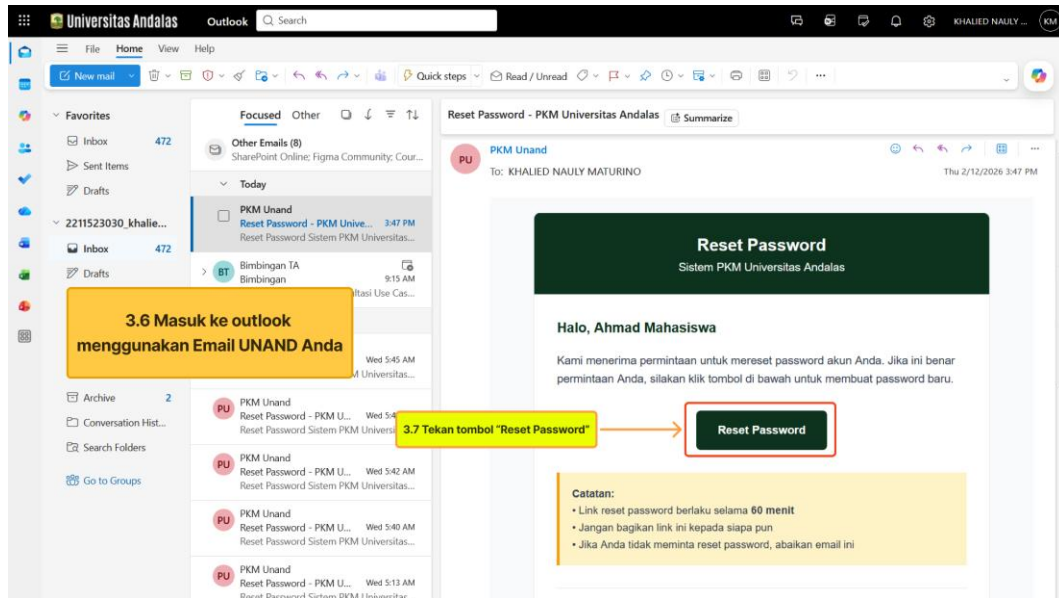 Universitas Andalas
Outlook
Search
KHALIED NAULY ...
KM
File Home View Help
New mail
Quick steps
Read / Unread
Favorites
Inbox 472
Sent Items
Drafts
2211523030_khalie...
Inbox 472
Drafts
Archive 2
Conversation Hist...
Search Folders
Go to Groups
3.6 Masuk ke outlook
menggunakan Email UNAND Anda
Focused Other
Other Emails (8)
SharePoint Online; Figma Community; Cour...
Today
PKM Unand
Reset Password - PKM Unive... 3:47 PM
Reset Password Sistem PKM Universitas...
BT
Bimbingan TA
Bimbingan 9:15 AM
ltasi Use Cas...
Wed 5:45 AM
M Universitas...
PU
PKM Unand
Reset Password - PKM U... Wed 5:4
Reset Password Sistem PKM Universi
PU
PKM Unand
Reset Password - PKM U... Wed 5:42 AM
Reset Password Sistem PKM Universitas...
PU
PKM Unand
Reset Password - PKM U... Wed 5:40 AM
Reset Password Sistem PKM Universitas...
PU
PKM Unand
Reset Password - PKM U... Wed 5:13 AM
Reset Password Sistem PKM Universitas
3.7 Tekan tombol "Reset Password"
Reset Password - PKM Universitas Andalas
Summarize
PU
PKM Unand
To: KHALIED NAULY MATURINO
Thu 2/12/2026 3:47 PM
Reset Password
Sistem PKM Universitas Andalas
Halo, Ahmad Mahasiswa
Kami menerima permintaan untuk mereset password akun Anda. Jika ini benar
permintaan Anda, silakan klik tombol di bawah untuk membuat password baru.
Reset Password
Catatan:
• Link reset password berlaku selama 60 menit
• Jangan bagikan link ini kepada siapa pun
• Jika Anda tidak meminta reset password, abaikan email ini